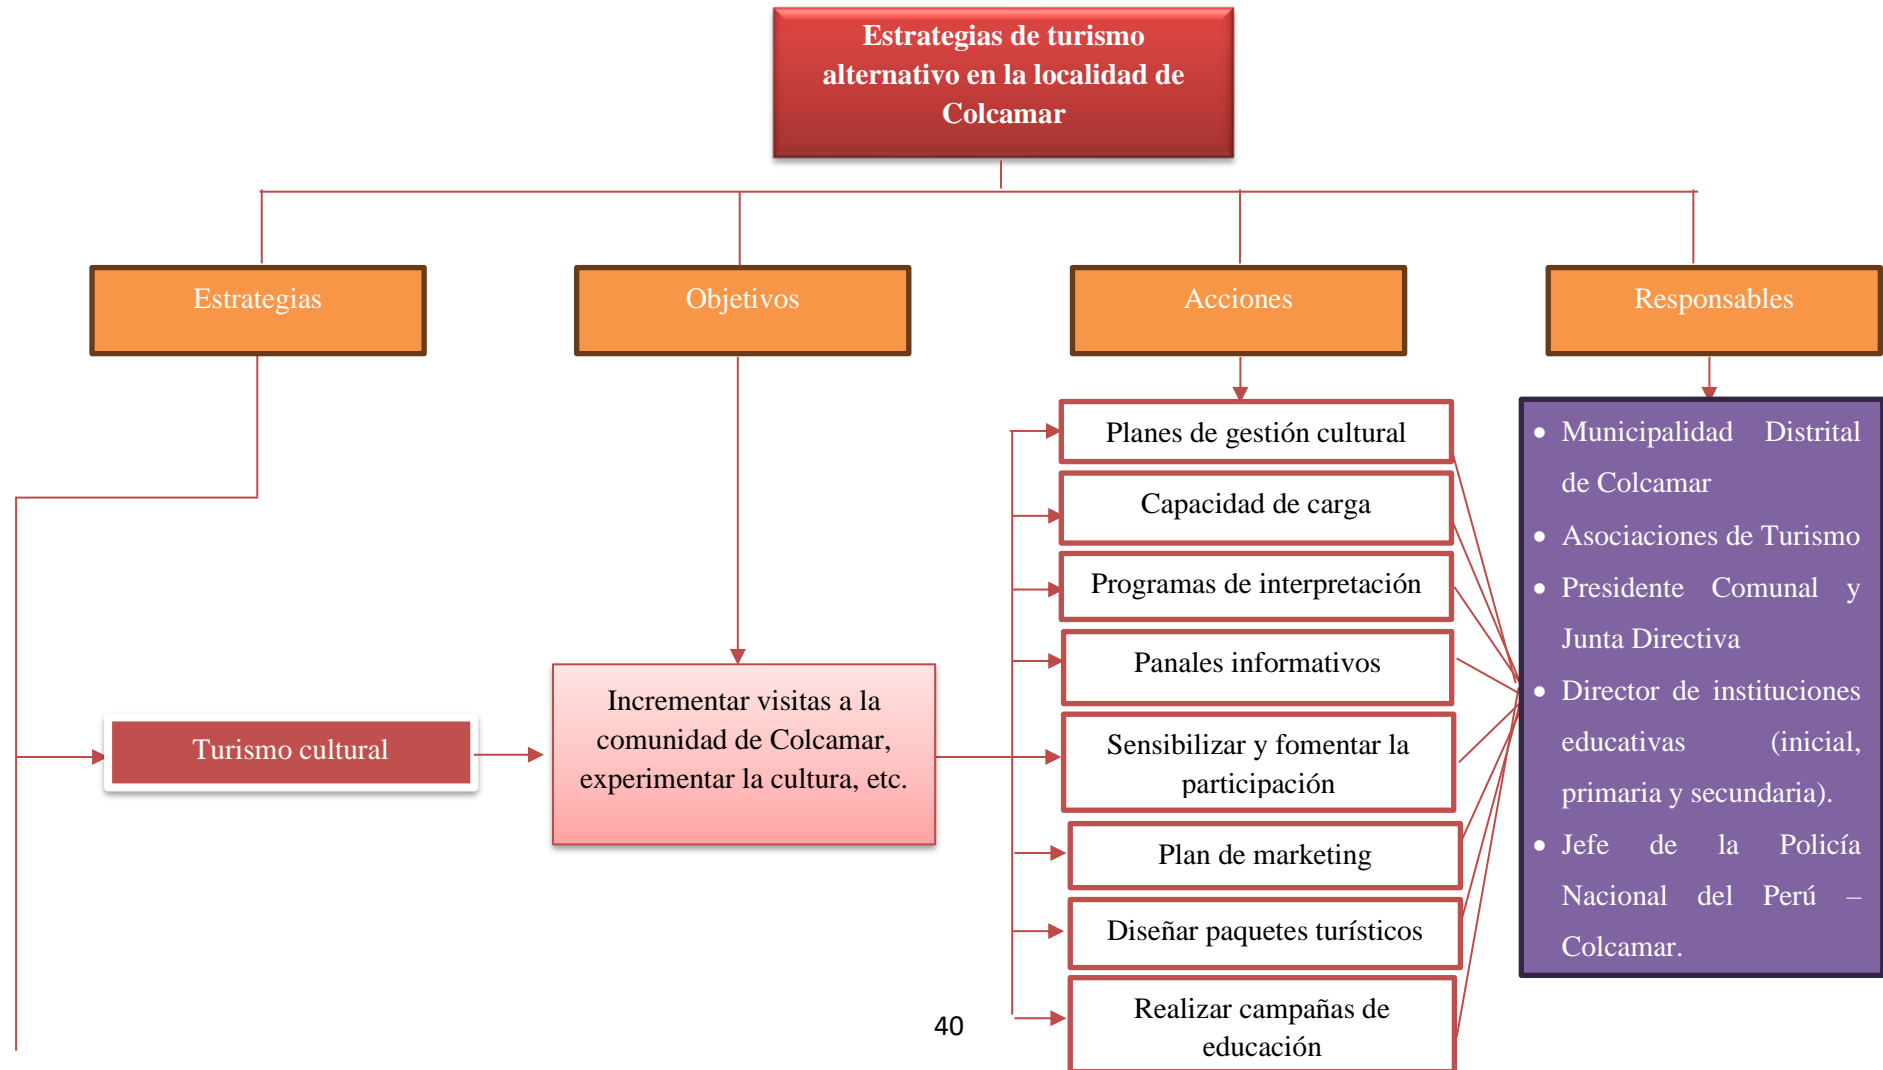 Estrategias de turismo
alternativo en la localidad de
Colcamar
Estrategias
Objetivos
Acciones
Responsables
Turismo cultural
Incrementar visitas a la
comunidad de Colcamar,
experimentar la cultura, etc.
Planes de gestión cultural
Capacidad de carga
Programas de interpretación
Panales informativos
Sensibilizar y fomentar la
participación
Plan de marketing
Diseñar paquetes turísticos
Realizar campañas de
educación
• Municipalidad Distrital
de Colcamar
• Asociaciones de Turismo
• Presidente Comunal y
Junta Directiva
• Director de instituciones
educativas (inicial,
primaria y secundaria).
• Jefe de la Policía
Nacional del Perú –
Colcamar.
40